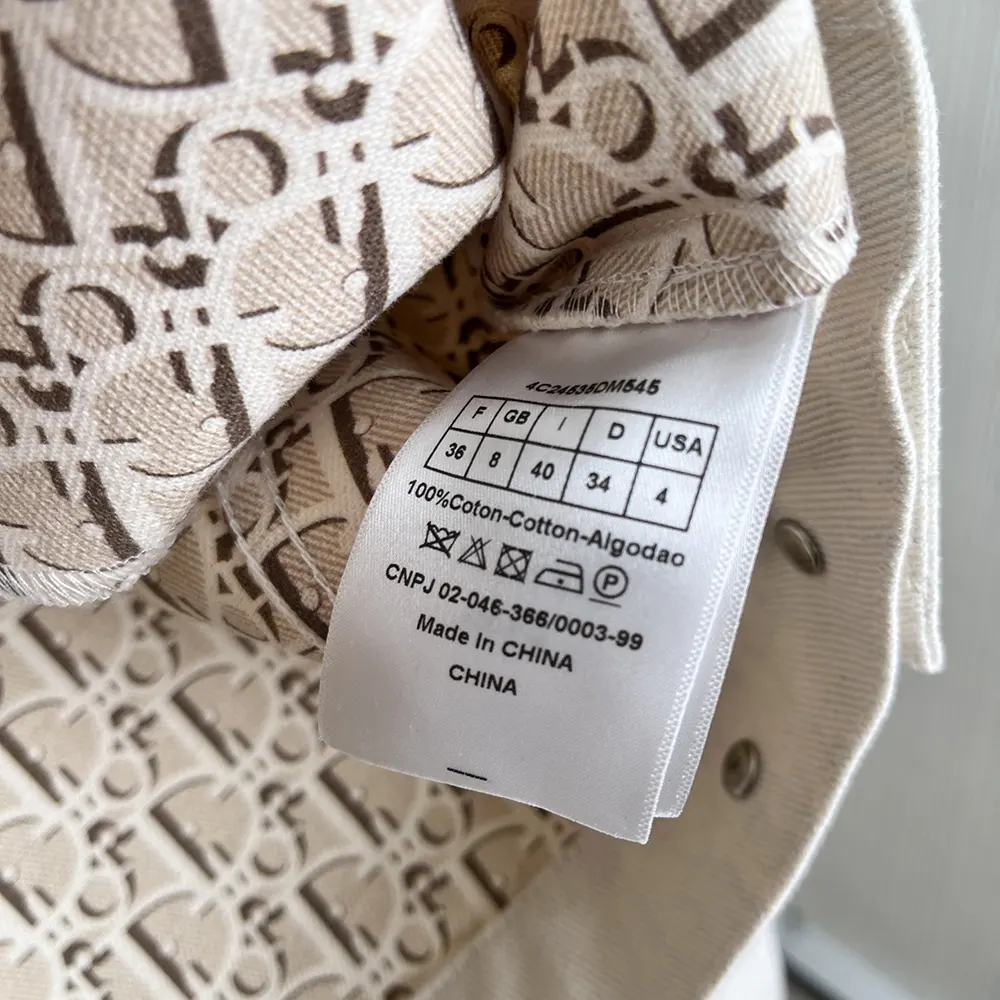 4C24535DM545
F GB I D USA
36 8 40 34 4
100%Coton-Cotton-Algodao
P
CNPJ 02-046-366/0003-99
Made In CHINA
CHINA